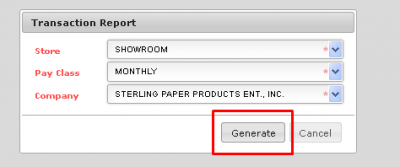 Transaction Report
Store SHOWROOM *
Pay Class MONTHLY *
Company STERLING PAPER PRODUCTS ENT., INC. *
Generate Cancel